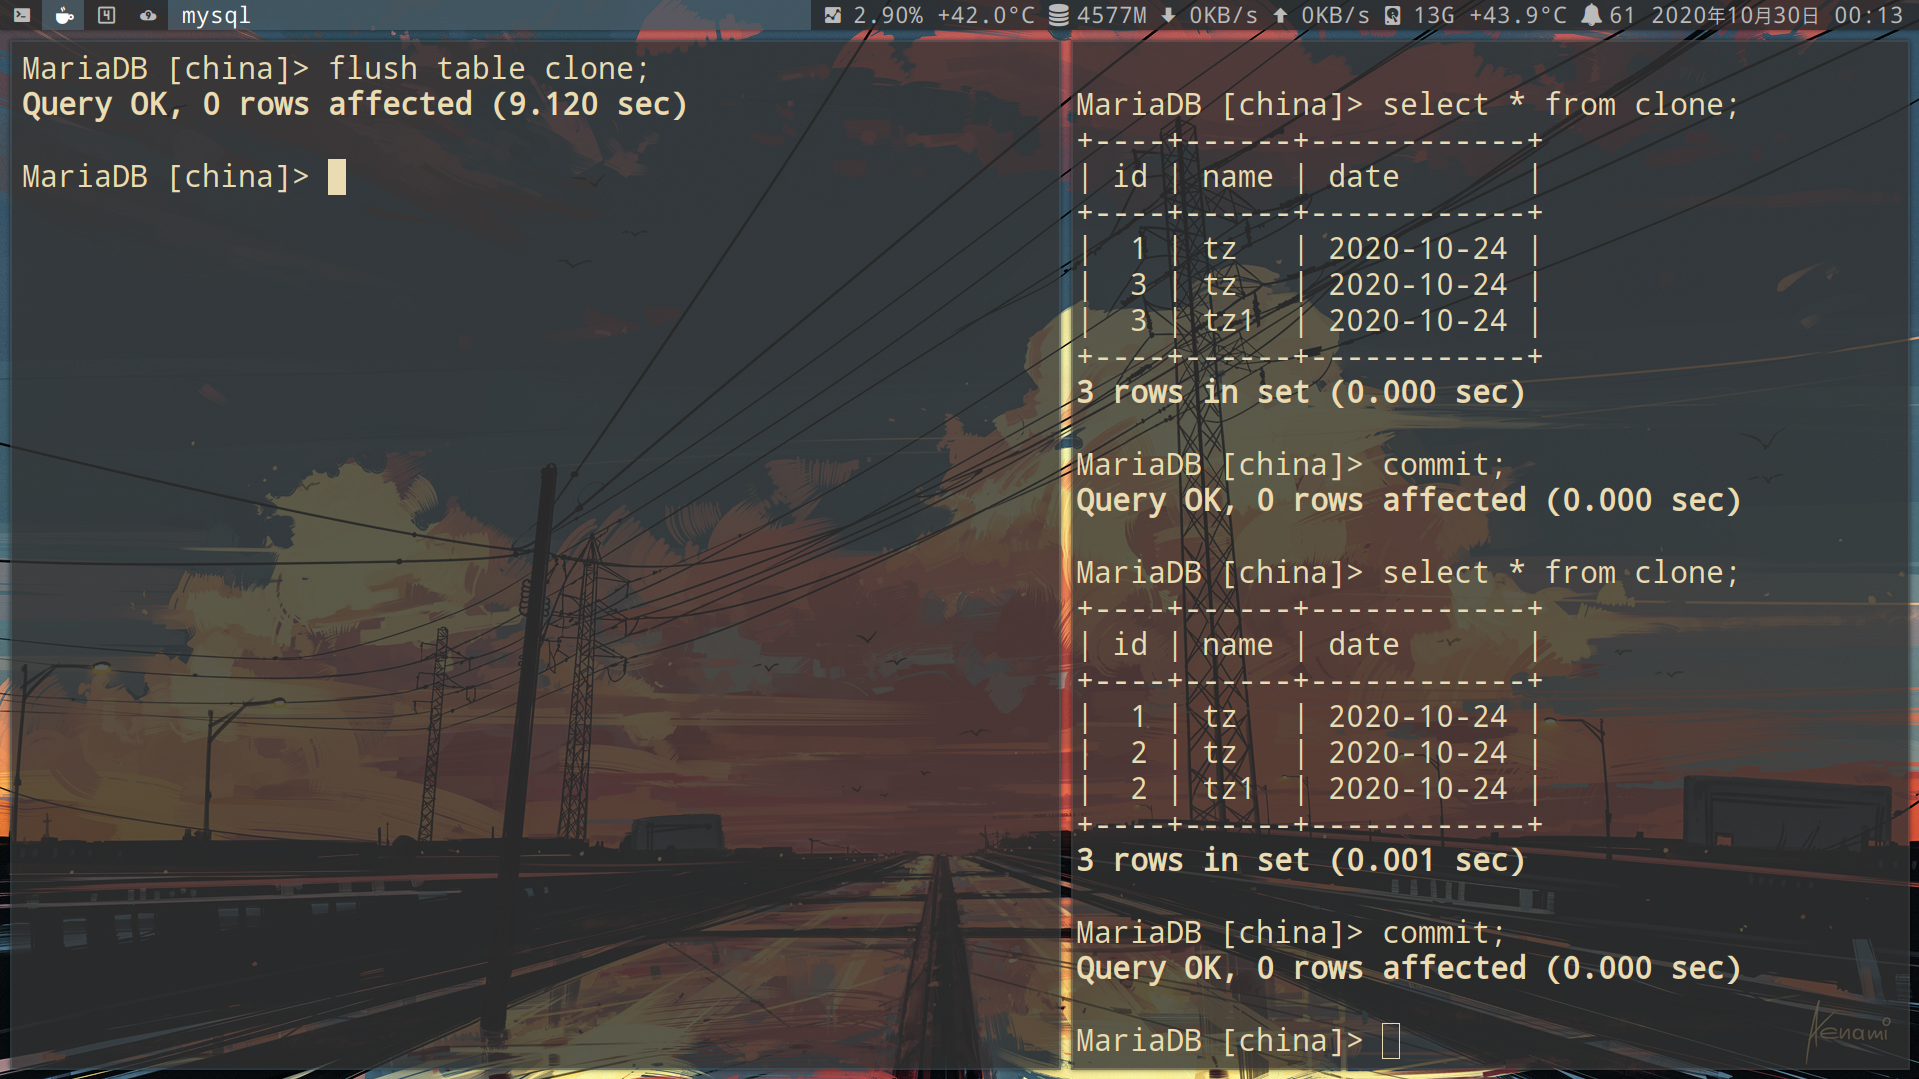 mysql
2.90% +42.0°C 4577M 0KB/s 0KB/s 13G +43.9°C 61 2020年10月30日 00:13
MariaDB [china]> flush table clone;
Query OK, 0 rows affected (9.120 sec)
MariaDB [china]>
MariaDB [china]> select * from clone;
+----+------+------------+
| id | name | date       |
+----+------+------------+
|  1 | tz   | 2020-10-24 |
|  3 | tz   | 2020-10-24 |
|  3 | tz1  | 2020-10-24 |
+----+------+------------+
3 rows in set (0.000 sec)
MariaDB [china]> commit;
Query OK, 0 rows affected (0.000 sec)
MariaDB [china]> select * from clone;
+----+------+------------+
| id | name | date       |
+----+------+------------+
|  1 | tz   | 2020-10-24 |
|  2 | tz   | 2020-10-24 |
|  2 | tz1  | 2020-10-24 |
+----+------+------------+
3 rows in set (0.001 sec)
MariaDB [china]> commit;
Query OK, 0 rows affected (0.000 sec)
MariaDB [china]>
Aenami